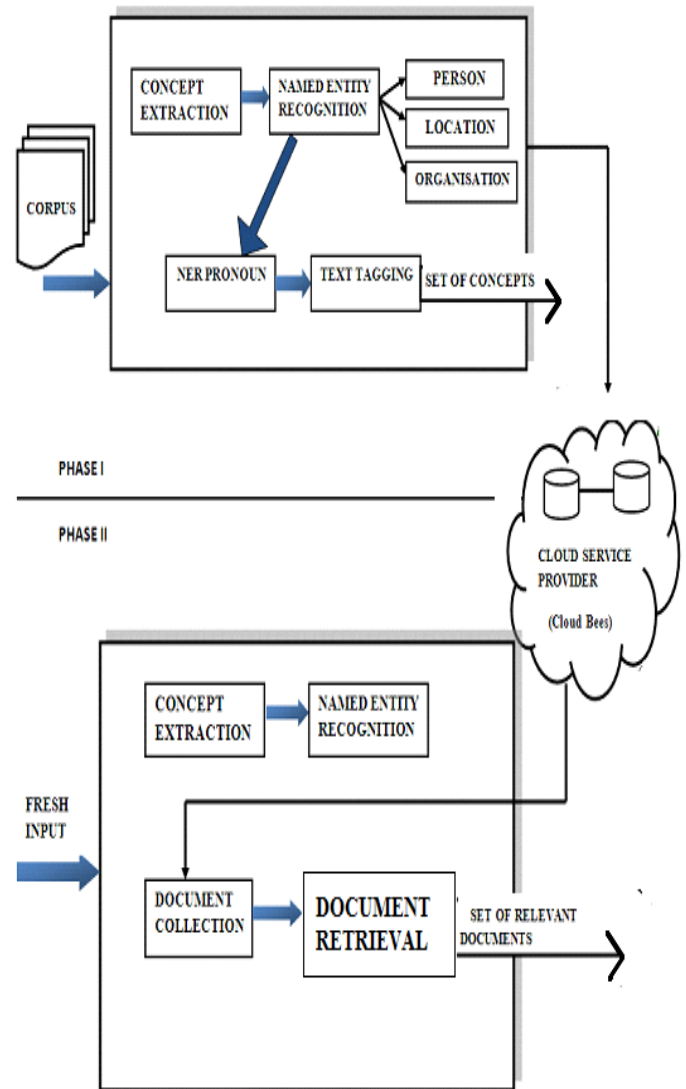 CONCEPT
EXTRACTION
NAMED ENTITY
RECOGNITION
PERSON
LOCATION
ORGANISATION
CORPUS
NER PRONOUN
TEXT TAGGING
SET OF CONCEPTS
PHASE I
PHASE II
CLOUD SERVICE
PROVIDER
(Cloud Bees)
CONCEPT
EXTRACTION
NAMED ENTITY
RECOGNITION
FRESH
INPUT
DOCUMENT
COLLECTION
DOCUMENT
RETRIEVAL
SET OF RELEVANT
DOCUMENTS